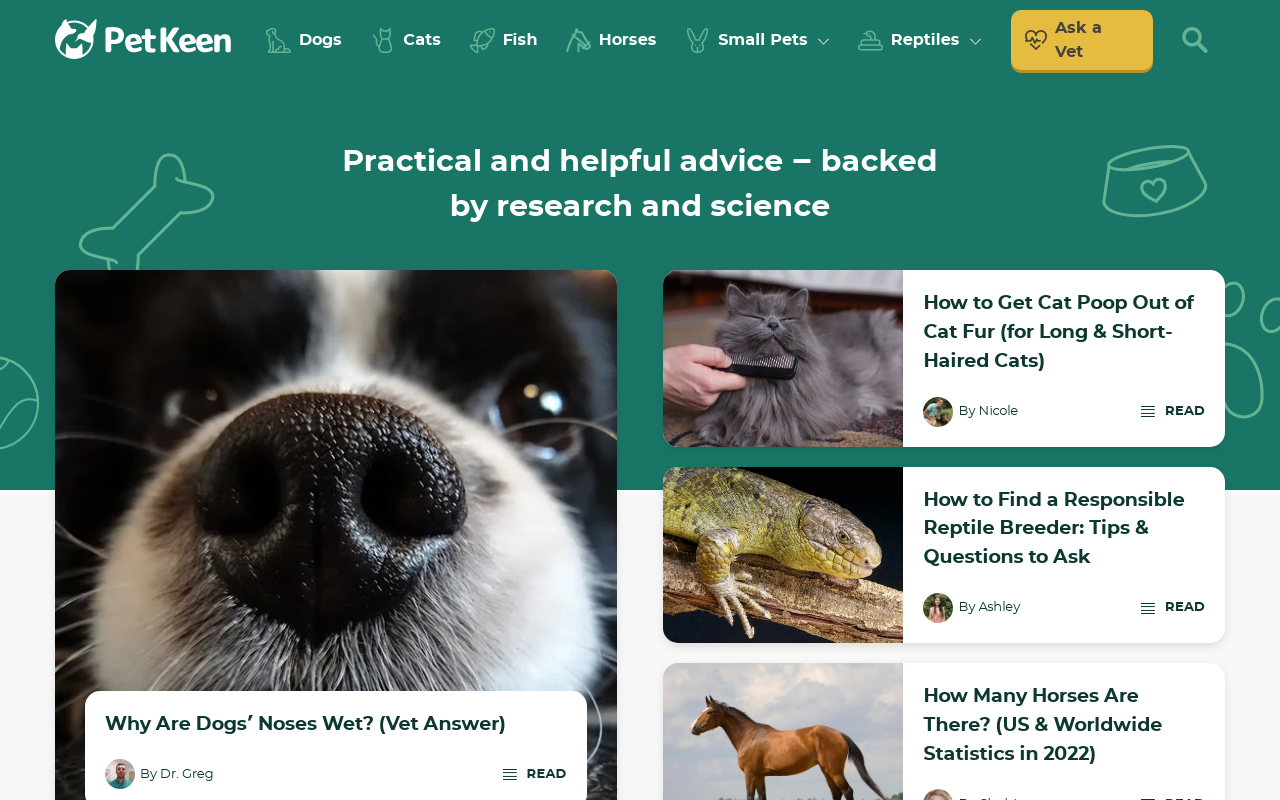 PetKeen
Dogs
Cats
Fish
Horses
Small Pets
Reptiles
Ask a
Vet
Practical and helpful advice – backed
by research and science
Why Are Dogs’ Noses Wet? (Vet Answer)
By Dr. Greg
READ
How to Get Cat Poop Out of
Cat Fur (for Long & Short-
Haired Cats)
By Nicole
READ
How to Find a Responsible
Reptile Breeder: Tips &
Questions to Ask
By Ashley
READ
How Many Horses Are
There? (US & Worldwide
Statistics in 2022)
READ